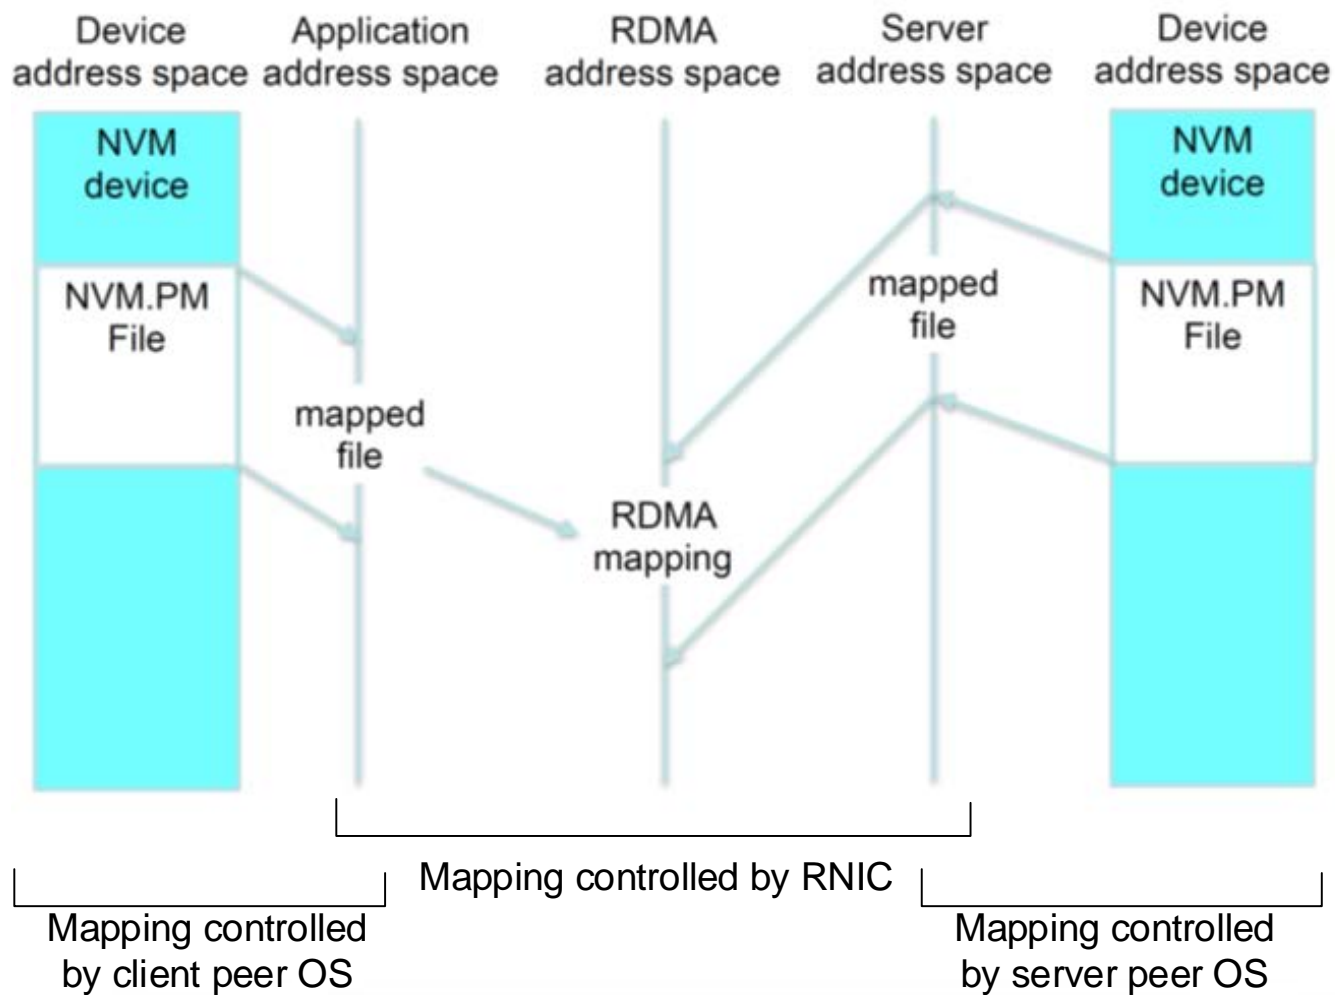 Device
address space
Application
address space
RDMA
address space
Server
address space
Device
address space
NVM
device
NVM.PM
File
mapped
file
RDMA
mapping
mapped
file
NVM
device
NVM.PM
File
Mapping controlled by RNIC
Mapping controlled
by client peer OS
Mapping controlled
by server peer OS